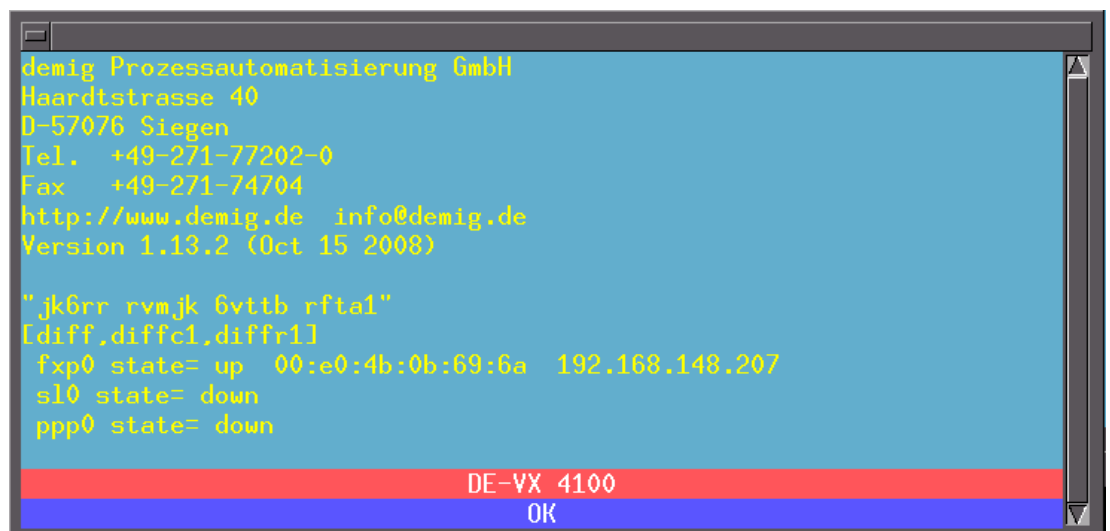 demig Prozessautomatisierung GmbH
Haardtstrasse 40
D-57076 Siegen
Tel.  +49-271-77202-0
Fax   +49-271-74704
http://www.demig.de  info@demig.de
Version 1.13.2 (Oct 15 2008)
"jk6rr rvmjk 6vttb rfta1"
[diff,diffc1,diffr1]
fxp0 state= up  00:e0:4b:0b:69:6a  192.168.148.207
sl0 state= down
ppp0 state= down
DE-VX 4100
OK